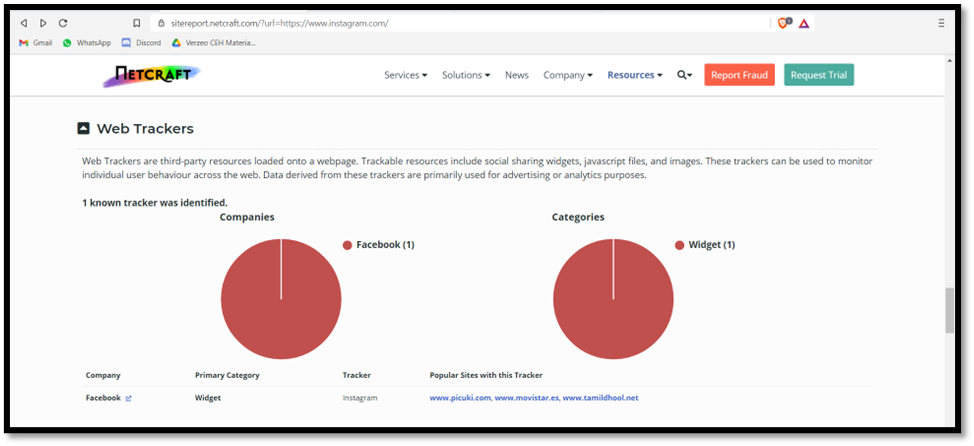 sitereport.netcraft.com/?url=https://www.instagram.com/
Gmail WhatsApp Discord Verzeo CEH Materia...
NETCRAFT Services Solutions News Company Resources Report Fraud Request Trial
Web Trackers
Web Trackers are third-party resources loaded onto a webpage. Trackable resources include social sharing widgets, javascript files, and images. These trackers can be used to monitor
individual user behaviour across the web. Data derived from these trackers are primarily used for advertising or analytics purposes.
1 known tracker was identified.
Companies Categories
Facebook (1) Widget (1)
Company Primary Category Tracker Popular Sites with this Tracker
Facebook Widget Instagram www.picuki.com, www.movistar.es, www.tamildhool.net